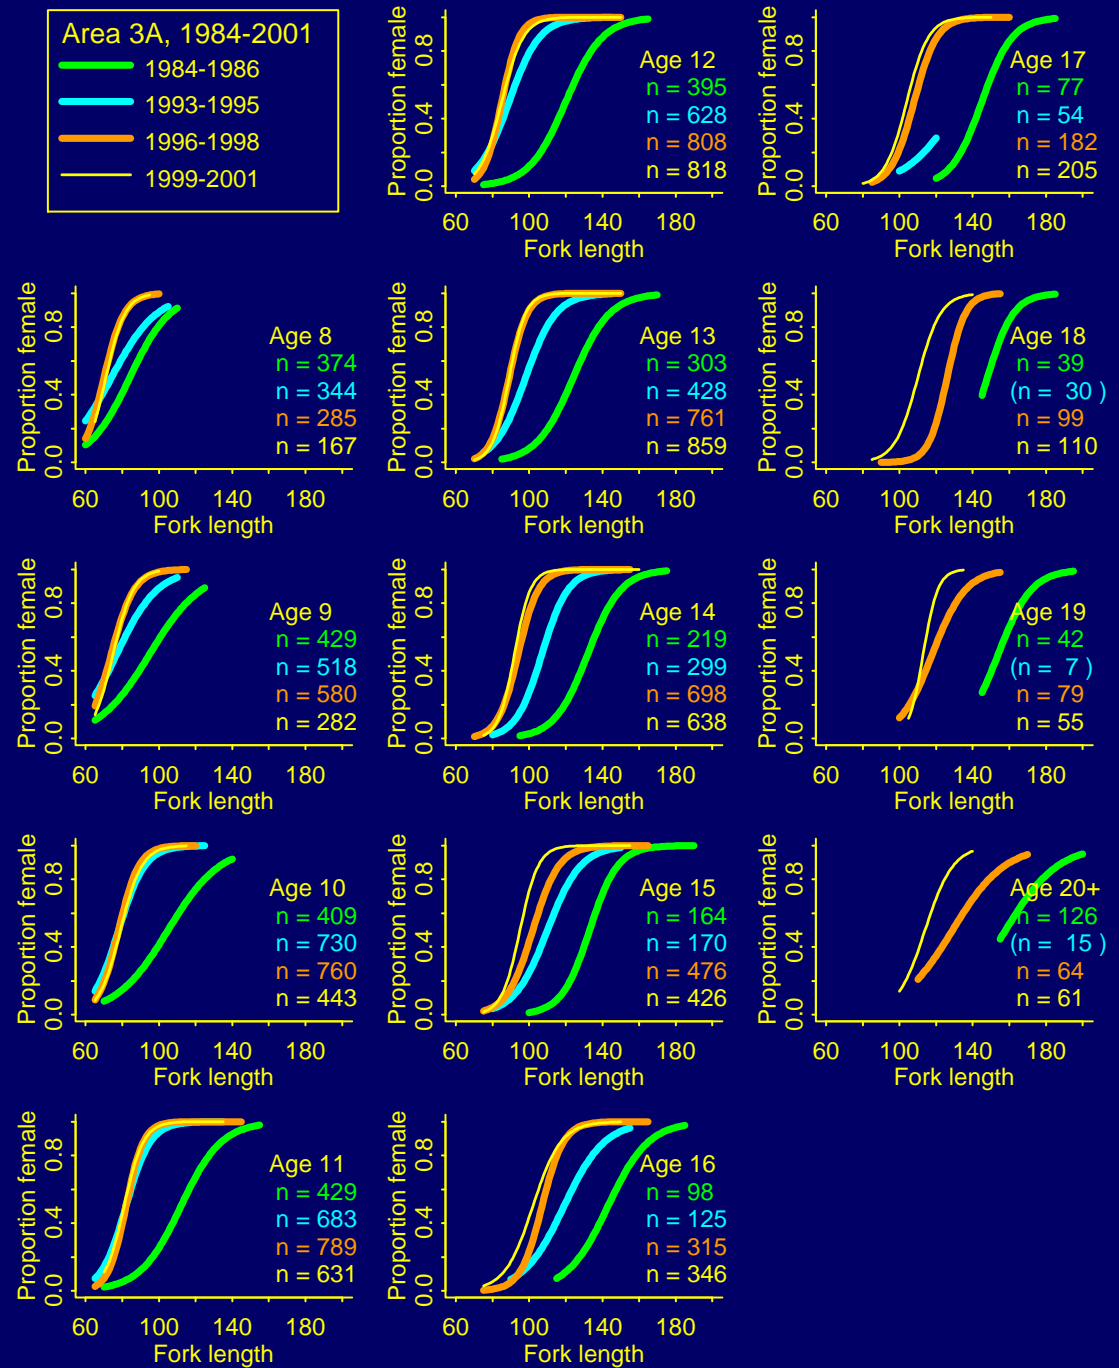 Area 3A, 1984-2001
1984-1986
1993-1995
1996-1998
1999-2001
Proportion female
0.0 0.4 0.8
Age 8
n = 374
n = 344
n = 285
n = 167
60 100 140 180
Fork length
Proportion female
0.0 0.4 0.8
Age 9
n = 429
n = 518
n = 580
n = 282
60 100 140 180
Fork length
Proportion female
0.0 0.4 0.8
Age 10
n = 409
n = 730
n = 760
n = 443
60 100 140 180
Fork length
Proportion female
0.0 0.4 0.8
Age 11
n = 429
n = 683
n = 789
n = 631
60 100 140 180
Fork length
Proportion female
0.0 0.4 0.8
Age 12
n = 395
n = 628
n = 808
n = 818
60 100 140 180
Fork length
Proportion female
0.0 0.4 0.8
Age 13
n = 303
n = 428
n = 761
n = 859
60 100 140 180
Fork length
Proportion female
0.0 0.4 0.8
Age 14
n = 219
n = 299
n = 698
n = 638
60 100 140 180
Fork length
Proportion female
0.0 0.4 0.8
Age 15
n = 164
n = 170
n = 476
n = 426
60 100 140 180
Fork length
Proportion female
0.0 0.4 0.8
Age 16
n = 98
n = 125
n = 315
n = 346
60 100 140 180
Fork length
Proportion female
0.0 0.4 0.8
Age 17
n = 77
n = 54
n = 182
n = 205
60 100 140 180
Fork length
Proportion female
0.0 0.4 0.8
Age 18
n = 39
(n = 30 )
n = 99
n = 110
60 100 140 180
Fork length
Proportion female
0.0 0.4 0.8
Age 19
n = 42
(n = 7 )
n = 79
n = 55
60 100 140 180
Fork length
Proportion female
0.0 0.4 0.8
Age 20+
n = 126
(n = 15 )
n = 64
n = 61
60 100 140 180
Fork length